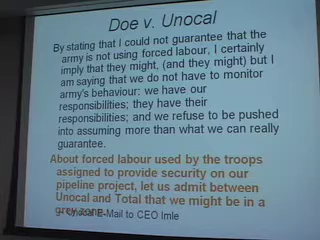 Doe v. Unocal
By stating that I could not guarantee that the
army is not using forced labour, I certainly
imply that they might, (and they might) but I
am saying that we do not have to monitor
army's behaviour: we have our
responsibilities; they have their
responsibilities; and we refuse to be pushed
into assuming more than what we can really
guarantee.
About forced labour used by the troops
assigned to provide security on our
pipeline project, let us admit between
Unocal and Total that we might be in a
grey zone.
Unocal E-Mail to CEO Imle